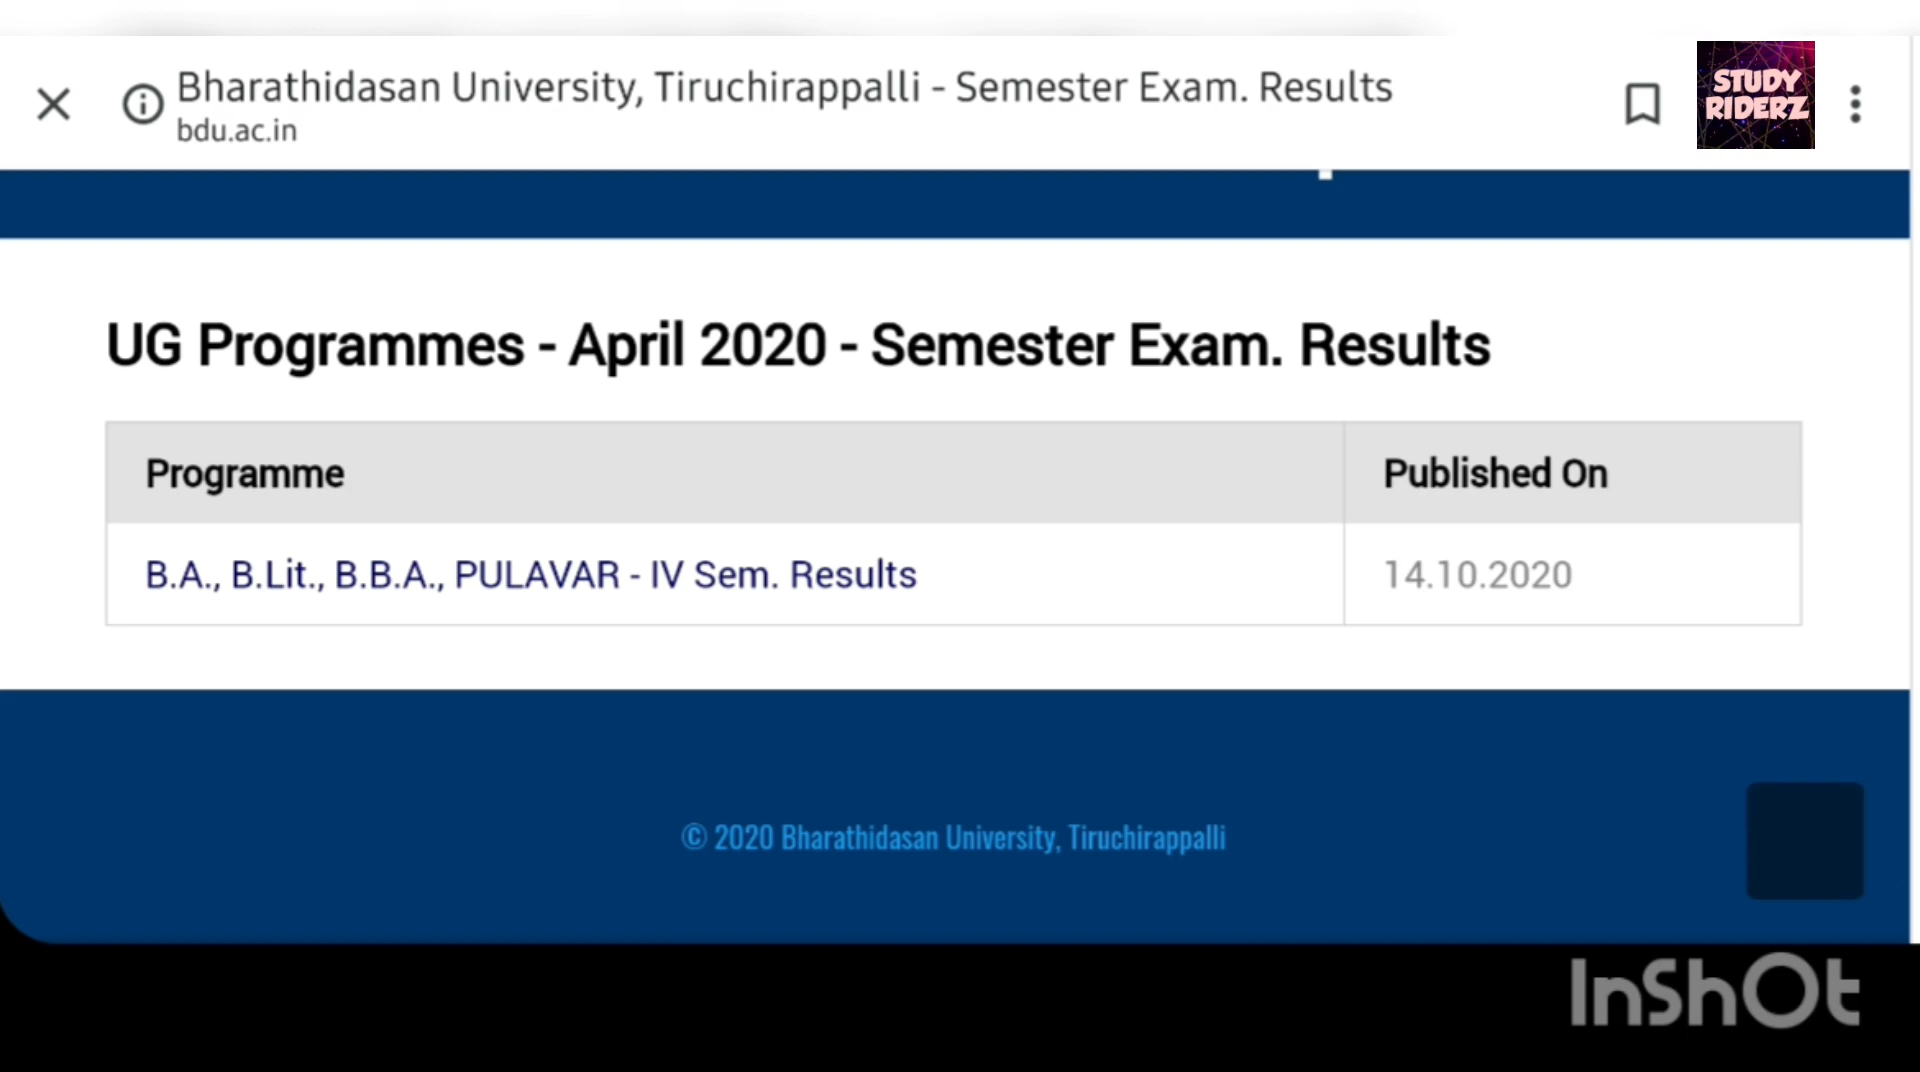 Bharathidasan University, Tiruchirappalli - Semester Exam. Results
bdu.ac.in
STUDY
RIDERZ
UG Programmes - April 2020 - Semester Exam. Results
Programme Published On
B.A., B.Lit., B.B.A., PULAVAR - IV Sem. Results 14.10.2020
© 2020 Bharathidasan University, Tiruchirappalli
InShOt